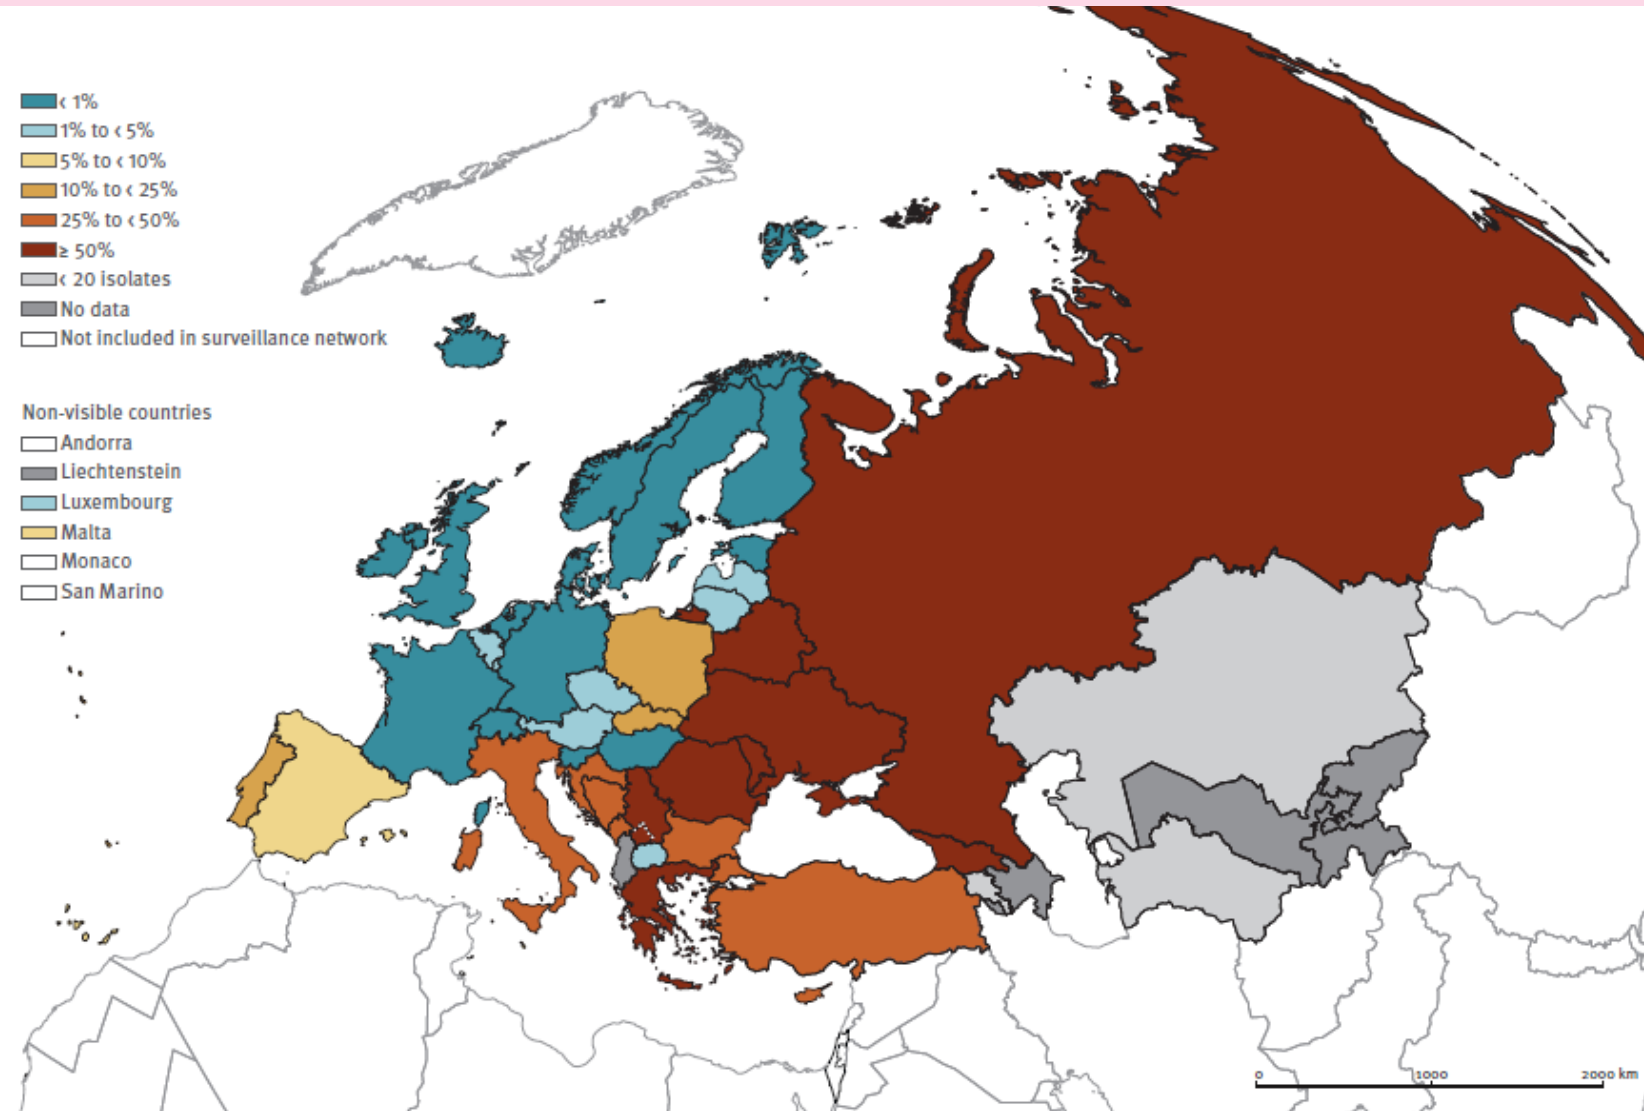 ‹ 1%
1% to ‹ 5%
5% to ‹ 10%
10% to ‹ 25%
25% to ‹ 50%
≥ 50%
‹ 20 isolates
No data
Not included in surveillance network
Non-visible countries
Andorra
Liechtenstein
Luxembourg
Malta
Monaco
San Marino
0 1000 2000 km